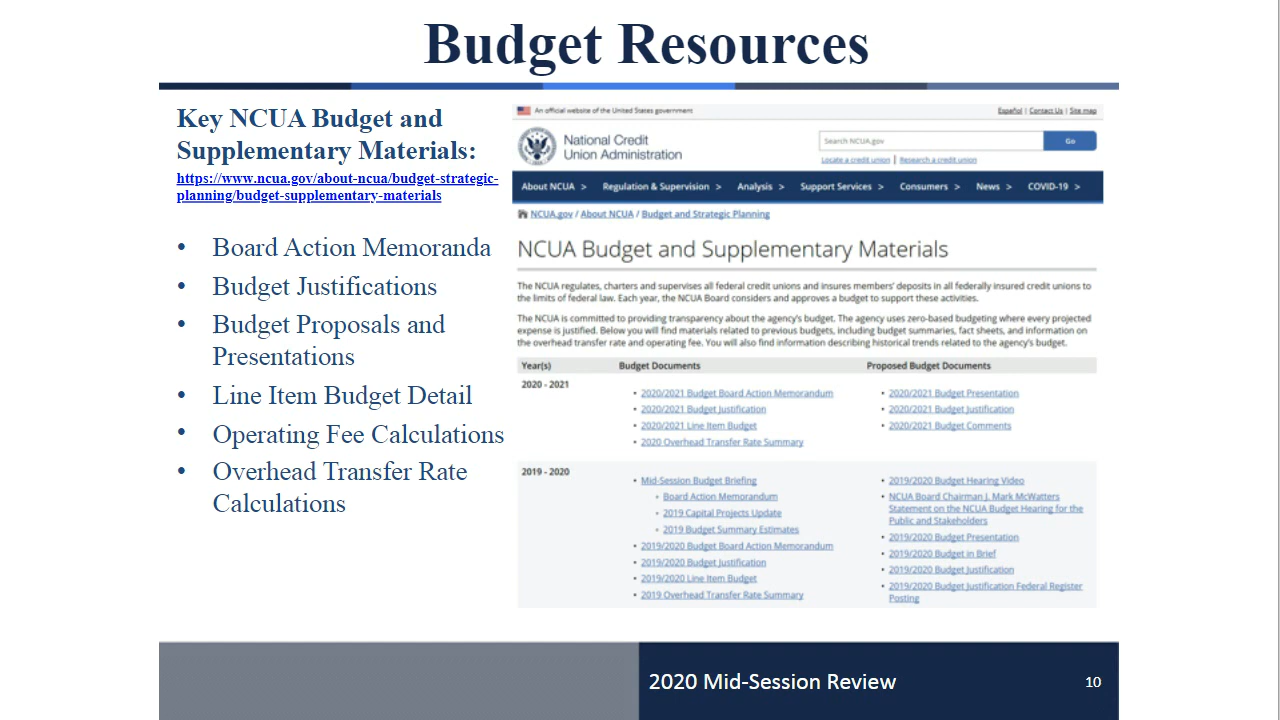 Budget Resources
Key NCUA Budget and
Supplementary Materials:
https://www.ncua.gov/about-ncua/budget-strategic-
planning/budget-supplementary-materials
• Board Action Memoranda
• Budget Justifications
• Budget Proposals and
Presentations
• Line Item Budget Detail
• Operating Fee Calculations
• Overhead Transfer Rate
Calculations
An official website of the United States government
Español | Contact Us | Site map
National Credit
Union Administration
Search NCUA.gov
Go
Locate a credit union | Research a credit union
About NCUA > Regulation & Supervision > Analysis > Support Services > Consumers > News > COVID-19 >
NCUA.gov / About NCUA / Budget and Strategic Planning
NCUA Budget and Supplementary Materials
The NCUA regulates, charters and supervises all federal credit unions and insures members' deposits in all federally insured credit unions to
the limits of federal law. Each year, the NCUA Board considers and approves a budget to support these activities.
The NCUA is committed to providing transparency about the agency's budget. The agency uses zero-based budgeting where every projected
expense is justified. Below you will find materials related to previous budgets, including budget summaries, fact sheets, and information on
the overhead transfer rate and operating fee. You will also find information describing historical trends related to the agency's budget.
Year(s) Budget Documents Proposed Budget Documents
2020 - 2021
• 2020/2021 Budget Board Action Memorandum
• 2020/2021 Budget Justification
• 2020/2021 Line Item Budget
• 2020 Overhead Transfer Rate Summary
• 2020/2021 Budget Presentation
• 2020/2021 Budget Justification
• 2020/2021 Budget Comments
2019 - 2020
• Mid-Session Budget Briefing
• Board Action Memorandum
• 2019 Capital Projects Update
• 2019 Budget Summary Estimates
• 2019/2020 Budget Board Action Memorandum
• 2019/2020 Budget Justification
• 2019/2020 Line Item Budget
• 2019 Overhead Transfer Rate Summary
• 2019/2020 Budget Hearing Video
• NCUA Board Chairman J. Mark McWatters
Statement on the NCUA Budget Hearing for the
Public and Stakeholders
• 2019/2020 Budget Presentation
• 2019/2020 Budget in Brief
• 2019/2020 Budget Justification
• 2019/2020 Budget Justification Federal Register
Posting
2020 Mid-Session Review
10